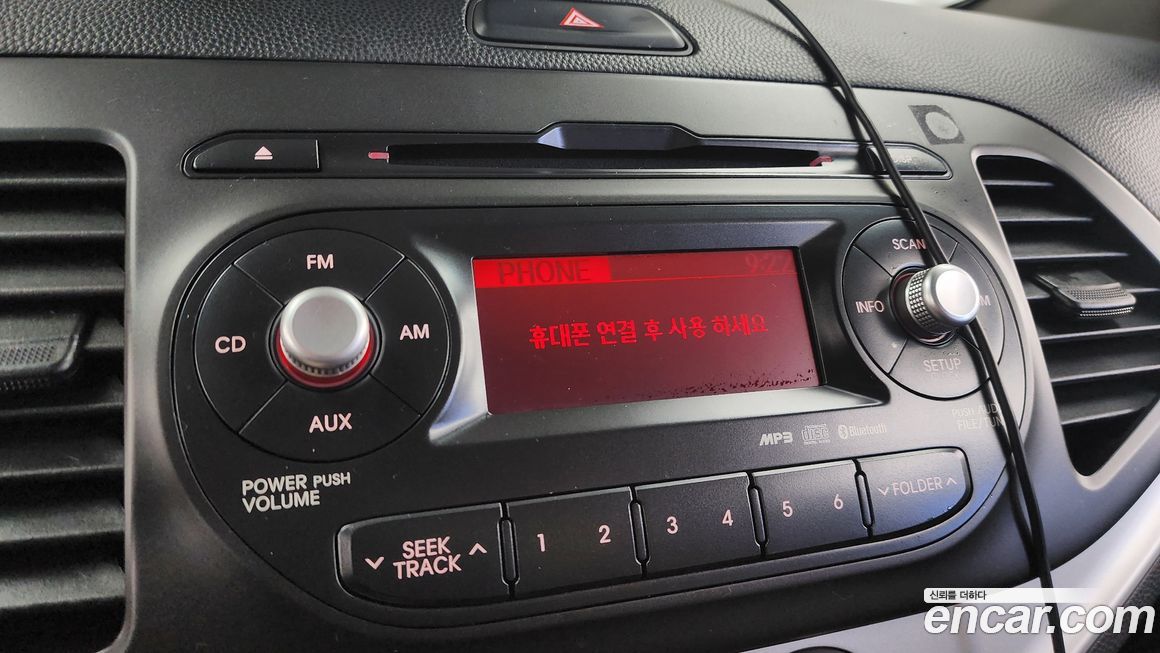 PHONE 9:27
휴대폰 연결 후 사용 하세요
FM
CD
AM
AUX
POWER PUSH
VOLUME
SCAN
INFO
SETUP
MP3
disc
Bluetooth
SEEK
TRACK
1 2 3 4 5 6
FOLDER
신뢰를 더하다
encar.com